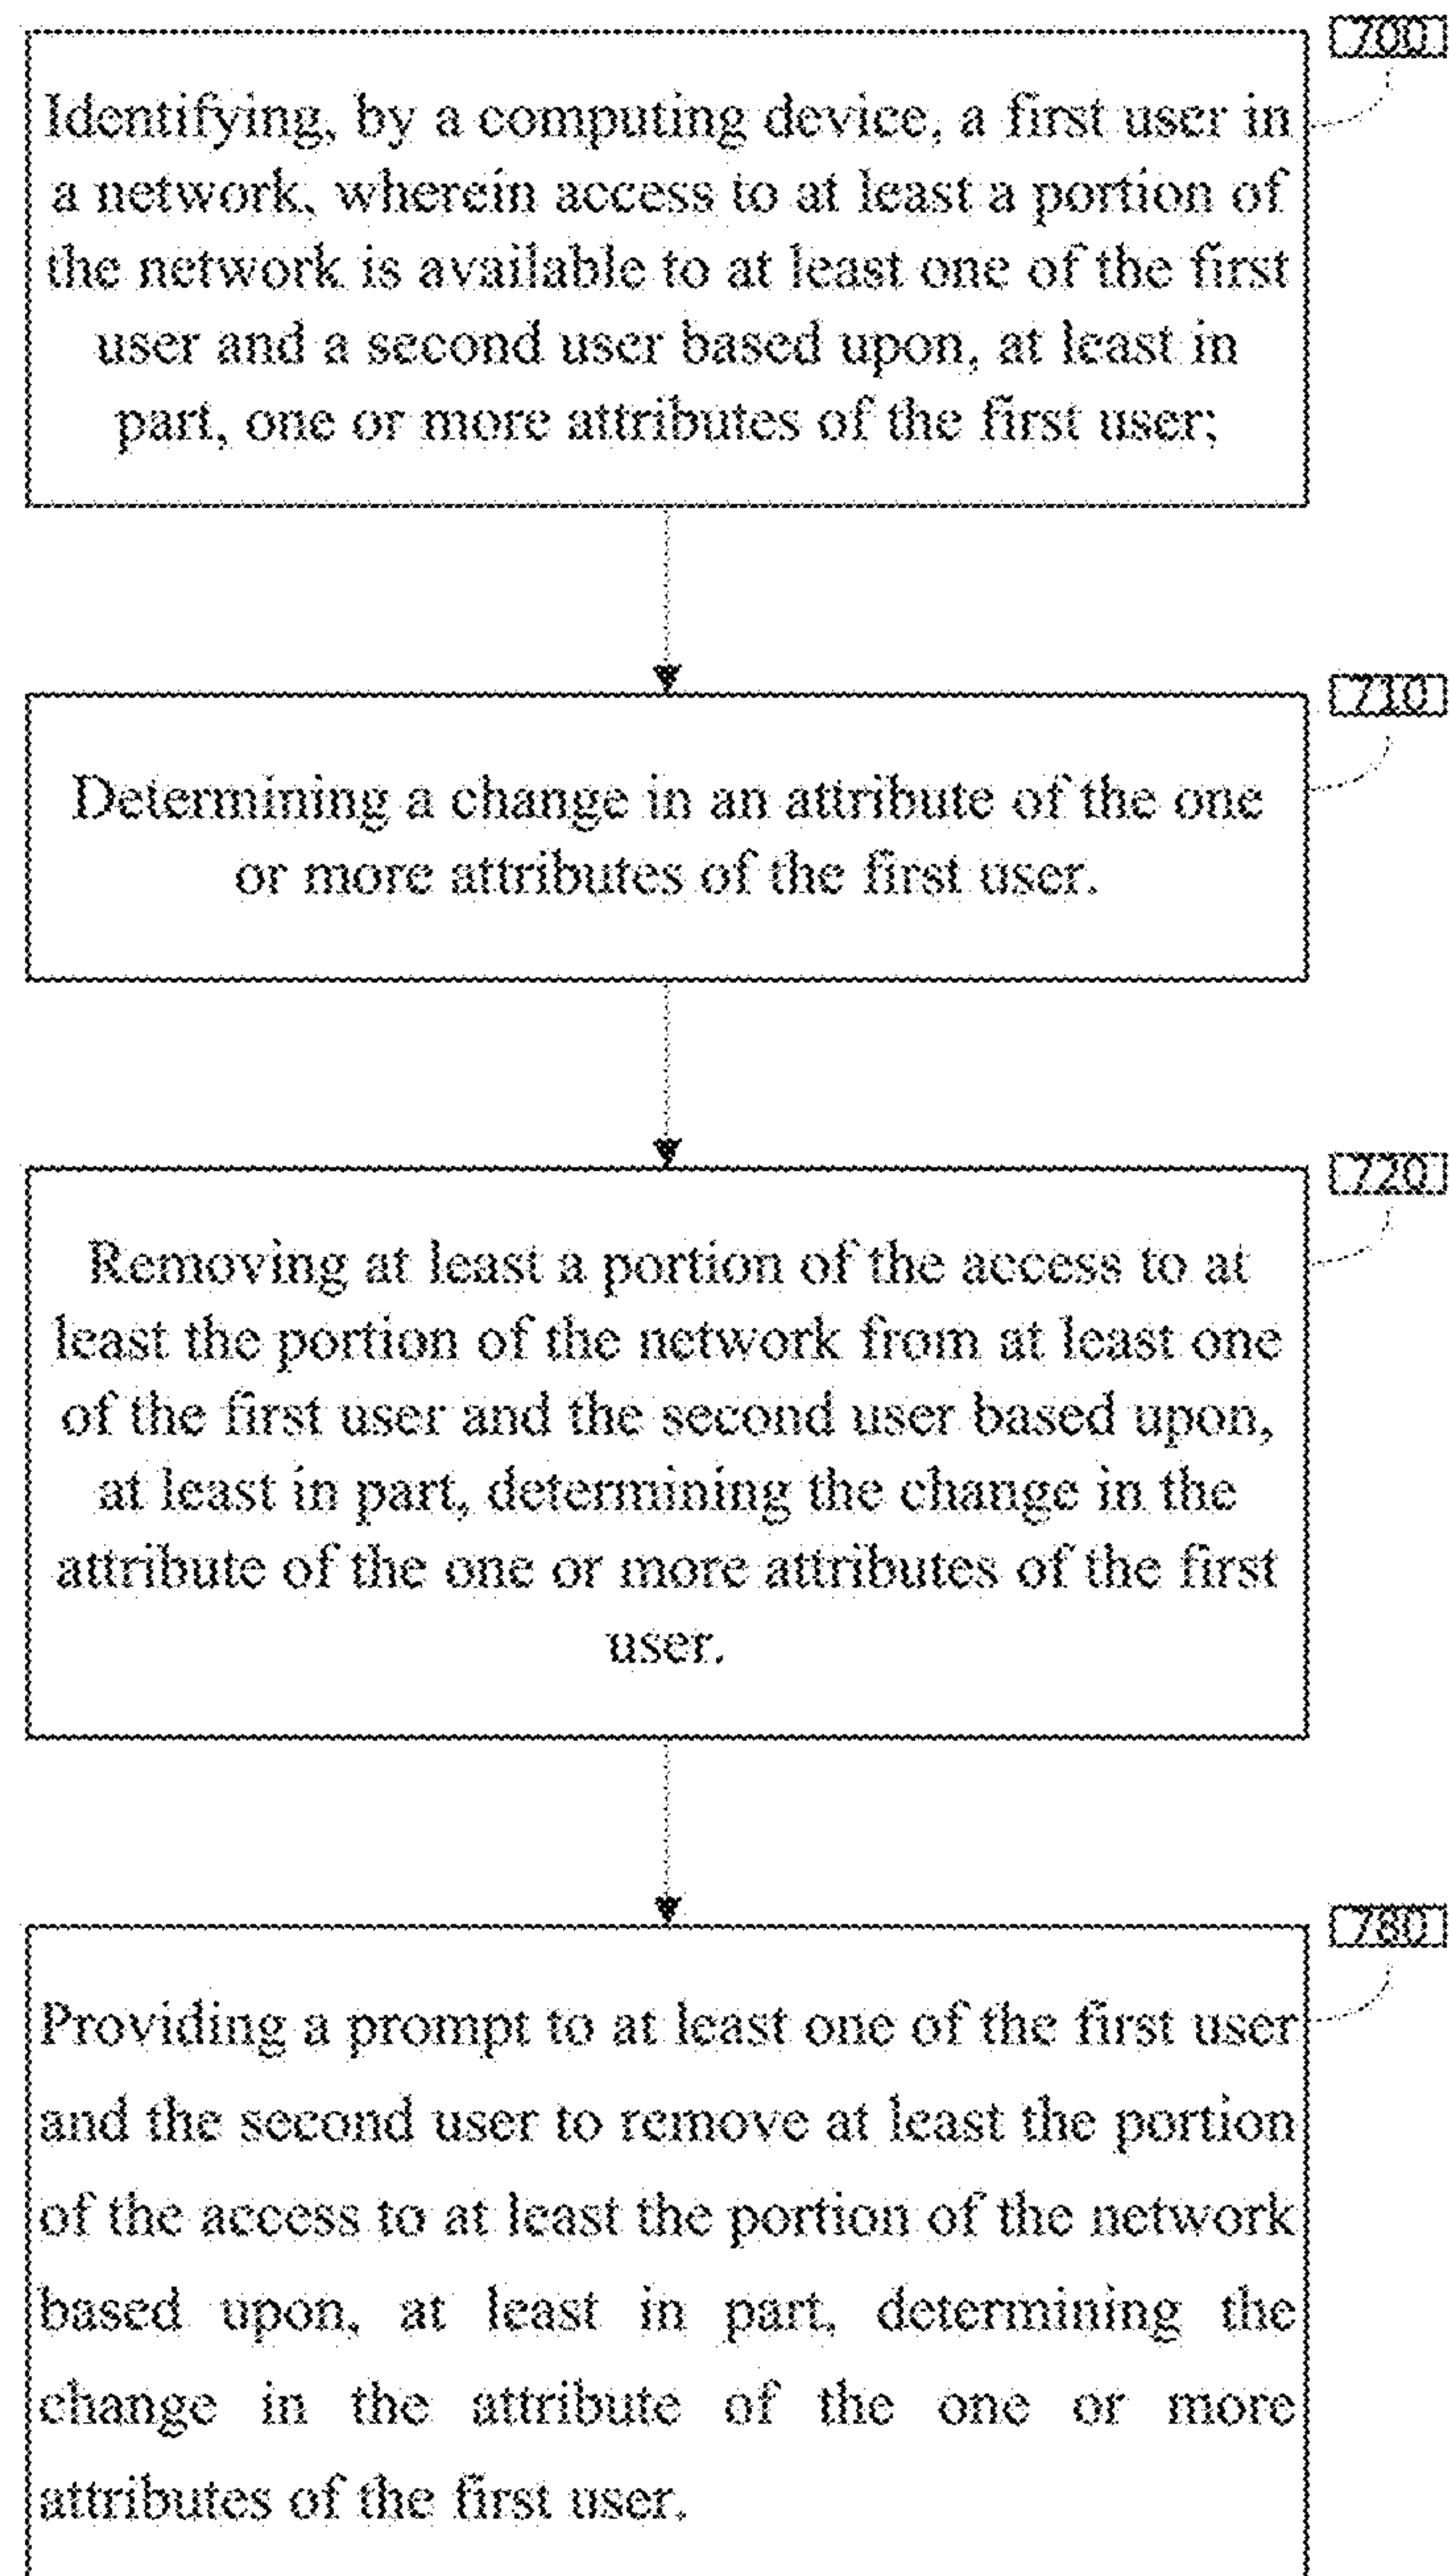 700
Identifying, by a computing device, a first user in
a network, wherein access to at least a portion of
the network is available to at least one of the first
user and a second user based upon, at least in
part, one or more attributes of the first user;
710
Determining a change in an attribute of the one
or more attributes of the first user.
720
Removing at least a portion of the access to at
least the portion of the network from at least one
of the first user and the second user based upon,
at least in part, determining the change in the
attribute of the one or more attributes of the first
user.
780
Providing a prompt to at least one of the first user
and the second user to remove at least the portion
of the access to at least the portion of the network
based upon, at least in part, determining the
change in the attribute of the one or more
attributes of the first user.